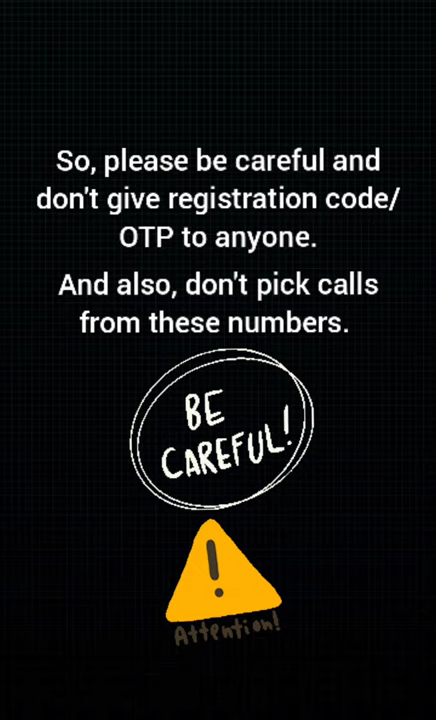 So, please be careful and
don't give registration code/
OTP to anyone.
And also, don't pick calls
from these numbers.
BE
CAREFUL!
!
Attention!